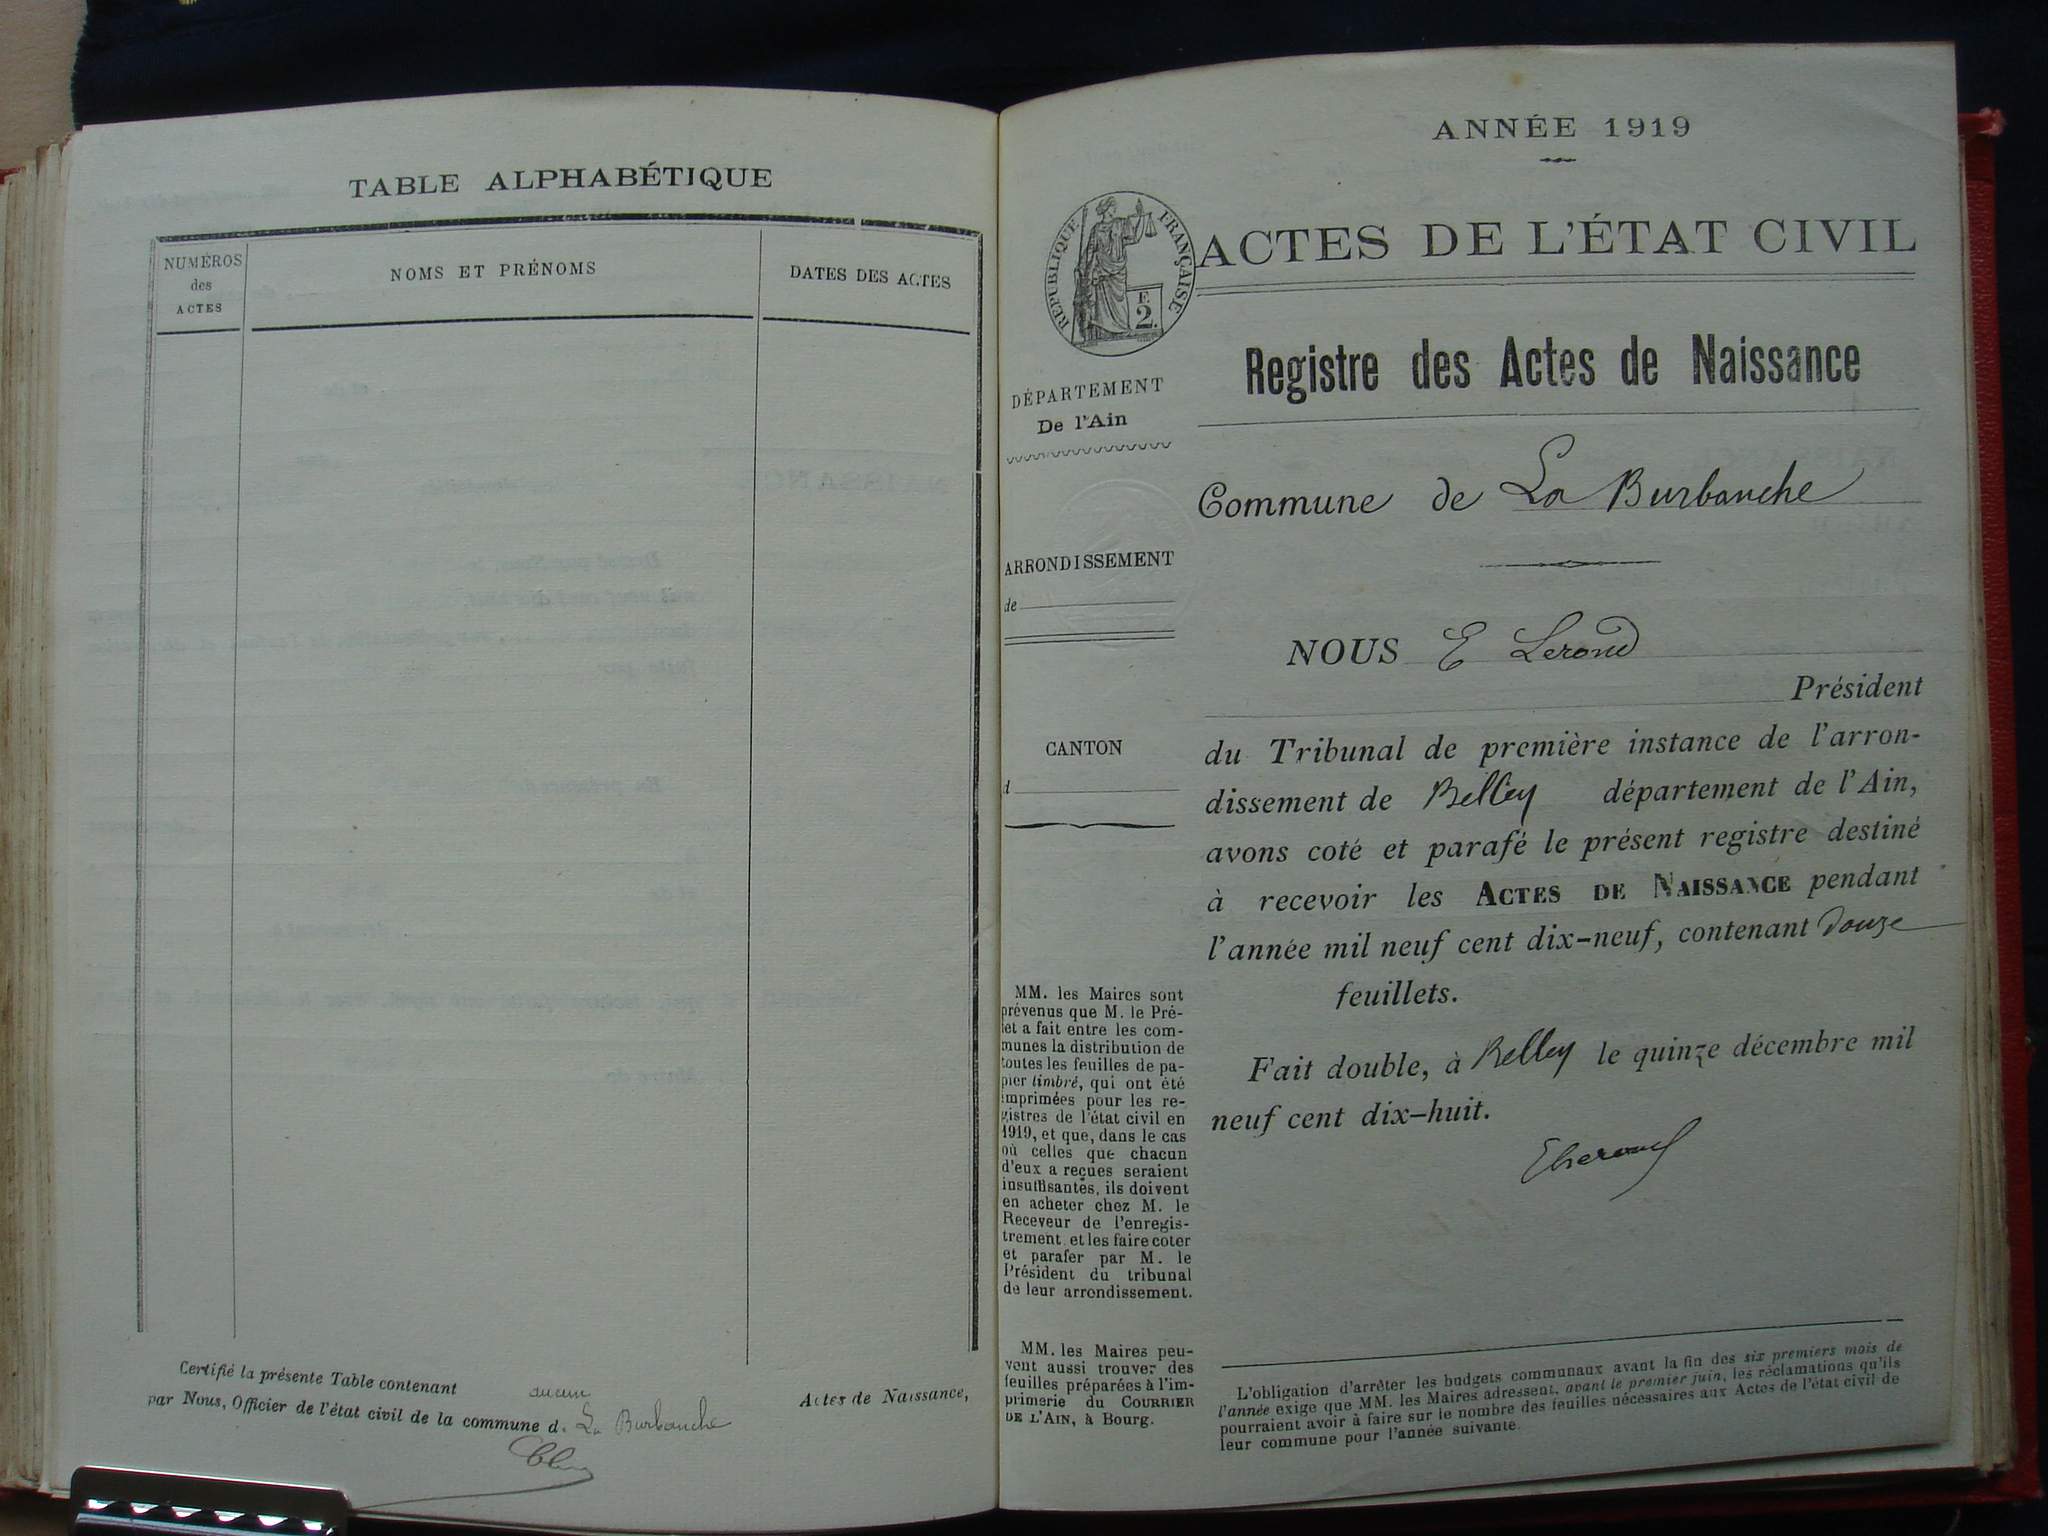 TABLE ALPHABÉTIQUE
NUMÉROS
des
ACTES
NOMS ET PRÉNOMS
DATES DES ACTES
Certifié la présente Table contenant aucun Actes de Naissance,
par Nous, Officier de l'état civil de la commune d. La Burbanche
ANNÉE 1919
RÉPUBLIQUE FRANÇAISE
F.
2.
ACTES DE L'ÉTAT CIVIL
DÉPARTEMENT
De l'Ain
ARRONDISSEMENT
de
CANTON
d
MM. les Maires sont
prévenus que M. le Pré-
fet a fait entre les com-
munes la distribution de
toutes les feuilles de pa-
pier timbré, qui ont été
imprimées pour les re-
gistres de l'état civil en
1919, et que, dans le cas
où celles que chacun
d'eux a reçues seraient
insuffisantes, ils doivent
en acheter chez M. le
Receveur de l'enregis-
trement et les faire coter
et parafer par M. le
Président du tribunal
de leur arrondissement.
MM. les Maires peu-
vent aussi trouver des
feuilles préparées à l'im-
primerie du COURRIER
DE L'AIN, à Bourg.
Registre des Actes de Naissance
Commune de La Burbanche
NOUS E Lerond
Président
du Tribunal de première instance de l'arron-
dissement de Belley département de l'Ain,
avons coté et parafé le présent registre destiné
à recevoir les ACTES DE NAISSANCE pendant
l'année mil neuf cent dix-neuf, contenant douze
feuillets.
Fait double, à Belley le quinze décembre mil
neuf cent dix-huit.
ELerond
L'obligation d'arrêter les budgets communaux avant la fin des six premiers mois de
l'année exige que MM. les Maires adressent, avant le premier juin, les réclamations qu'ils
pourraient avoir à faire sur le nombre des feuilles nécessaires aux Actes de l'état civil de
leur commune pour l'année suivante.